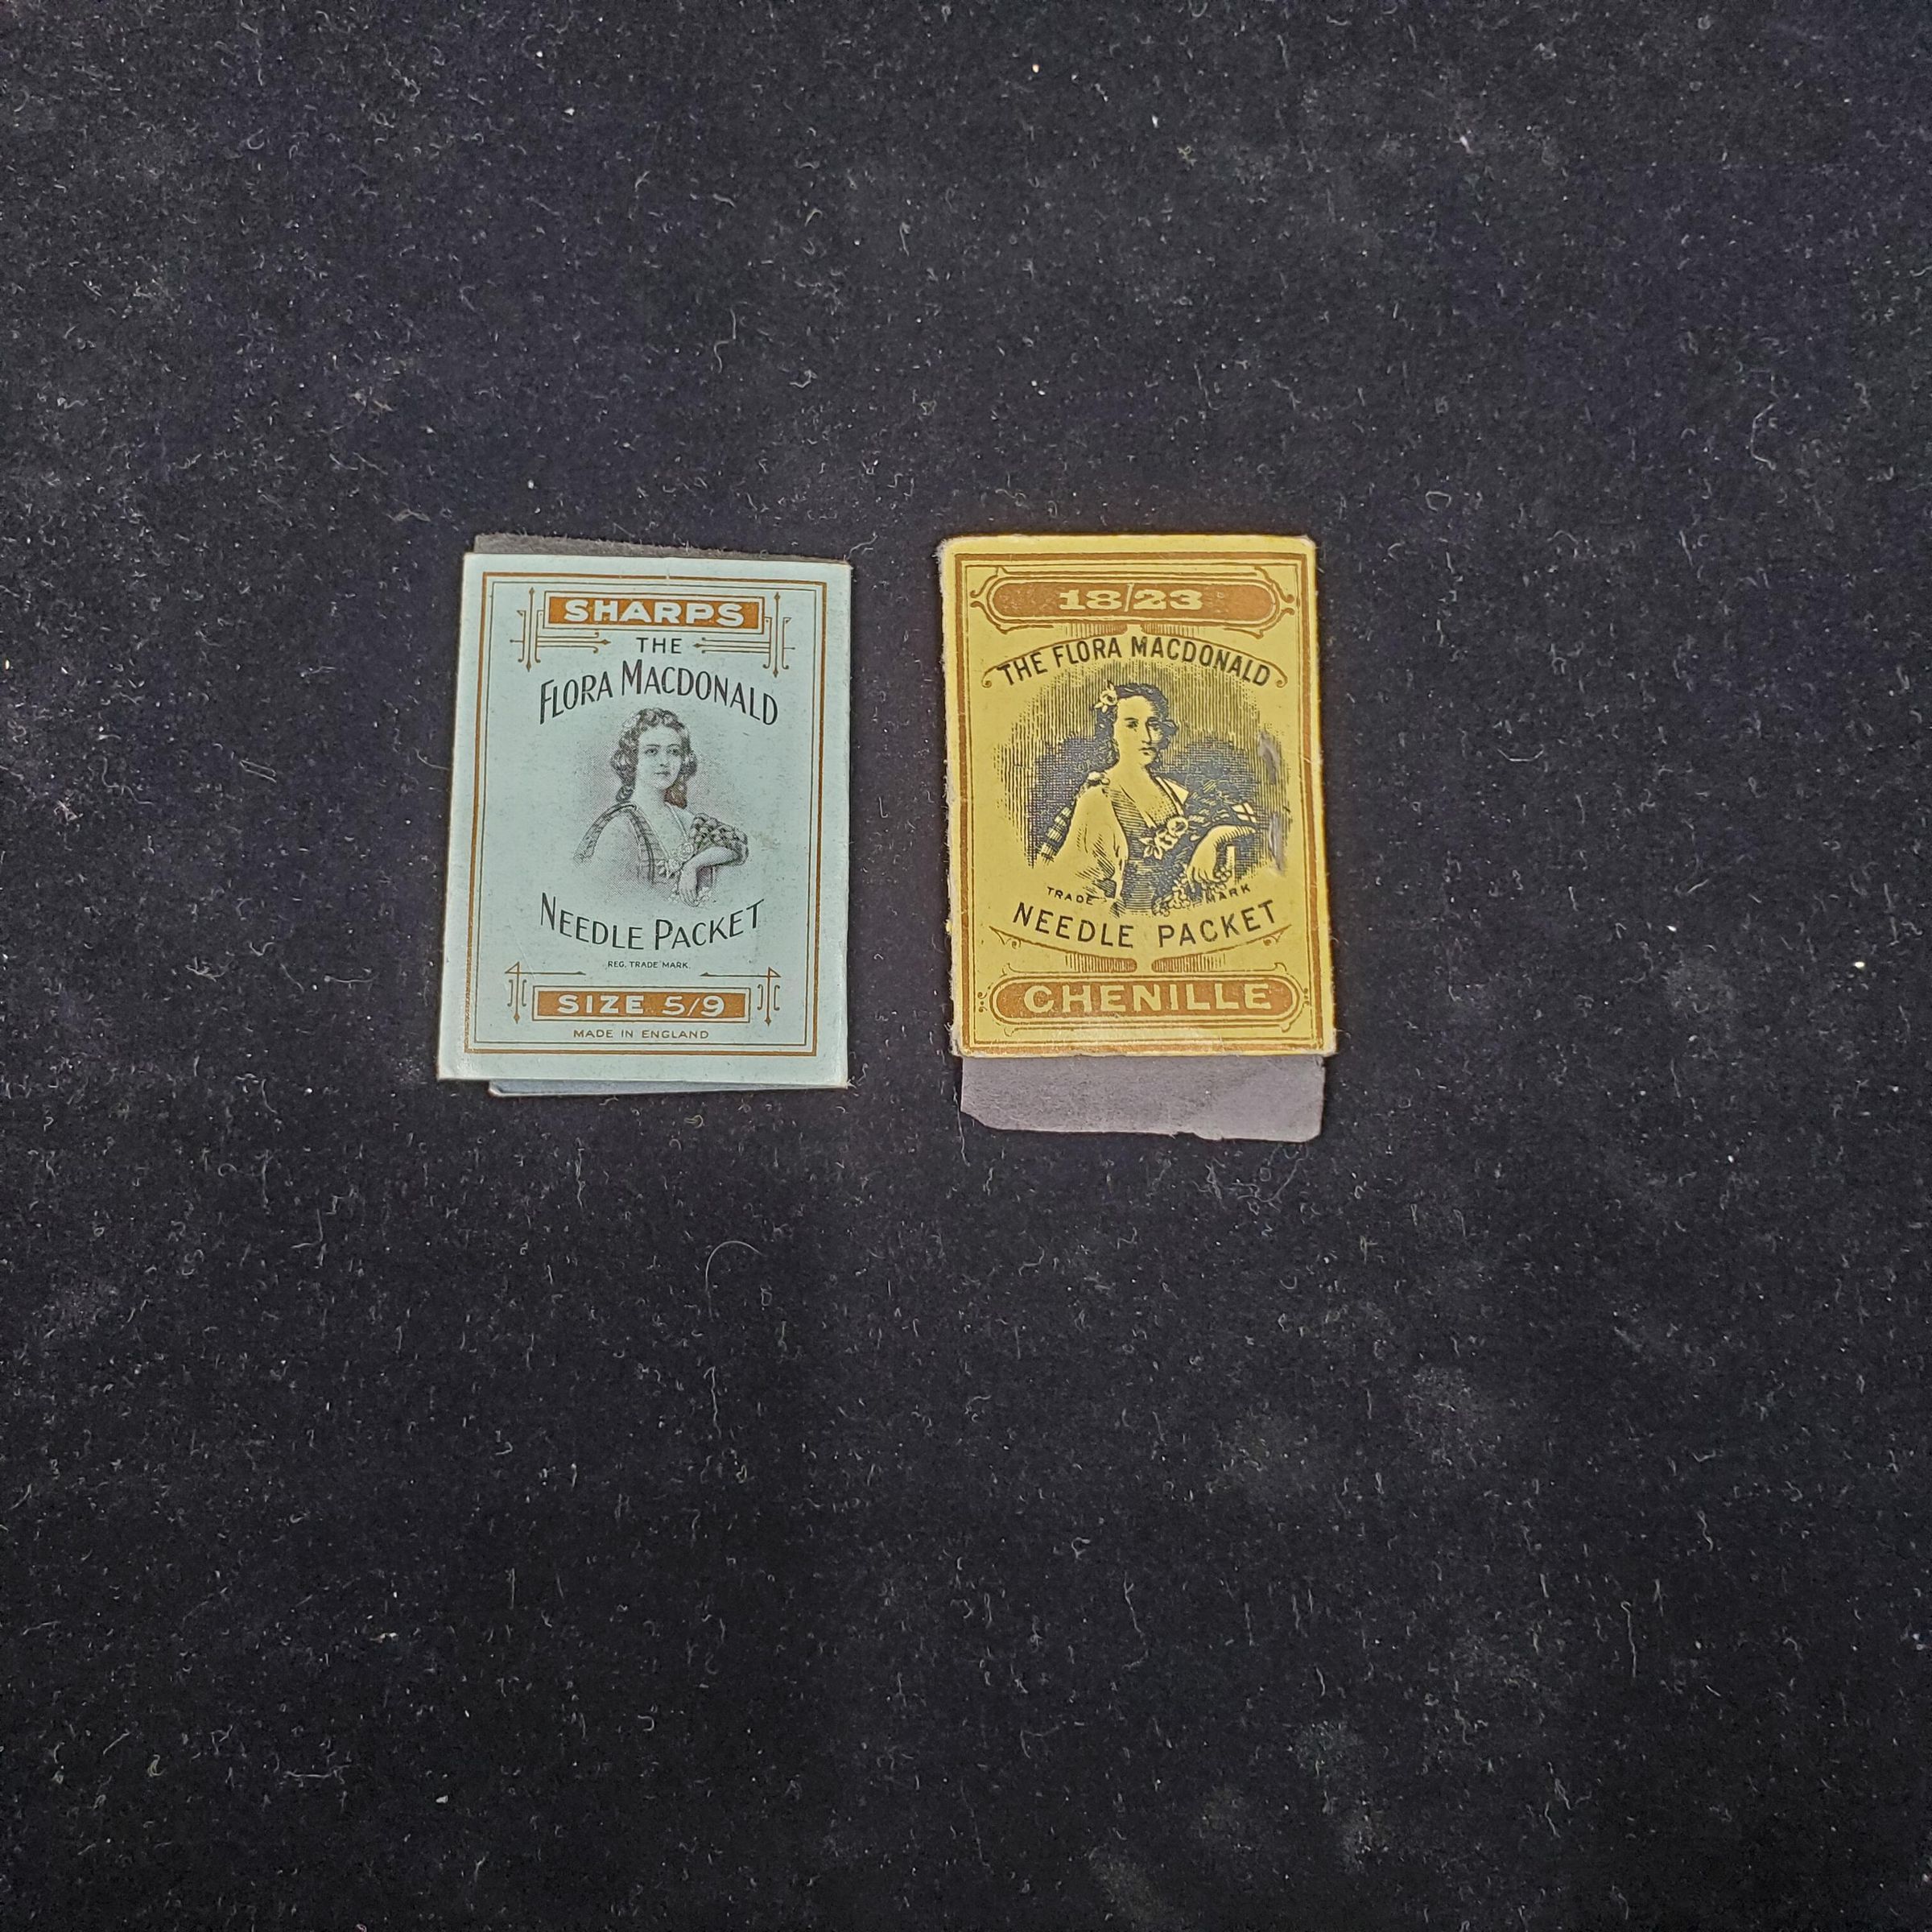 SHARPS
THE
FLORA MACDONALD
NEEDLE PACKET
REG. TRADE MARK.
SIZE 5/9
MADE IN ENGLAND
18/23
THE FLORA MACDONALD
TRADE MARK
NEEDLE PACKET
CHENILLE